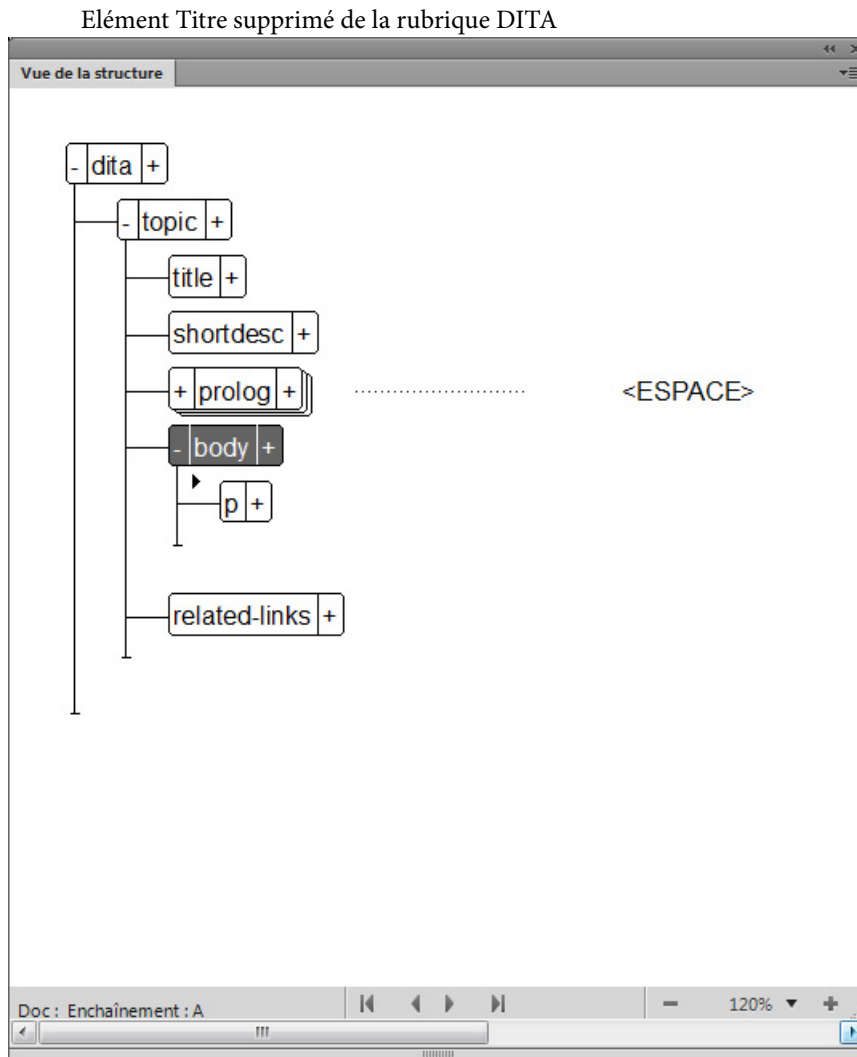 Elément Titre supprimé de la rubrique DITA
Vue de la structure
- dita +
- topic +
title +
shortdesc +
+ prolog + <ESPACE>
- body +
p +
related-links +
Doc : Enchaînement : A 120%